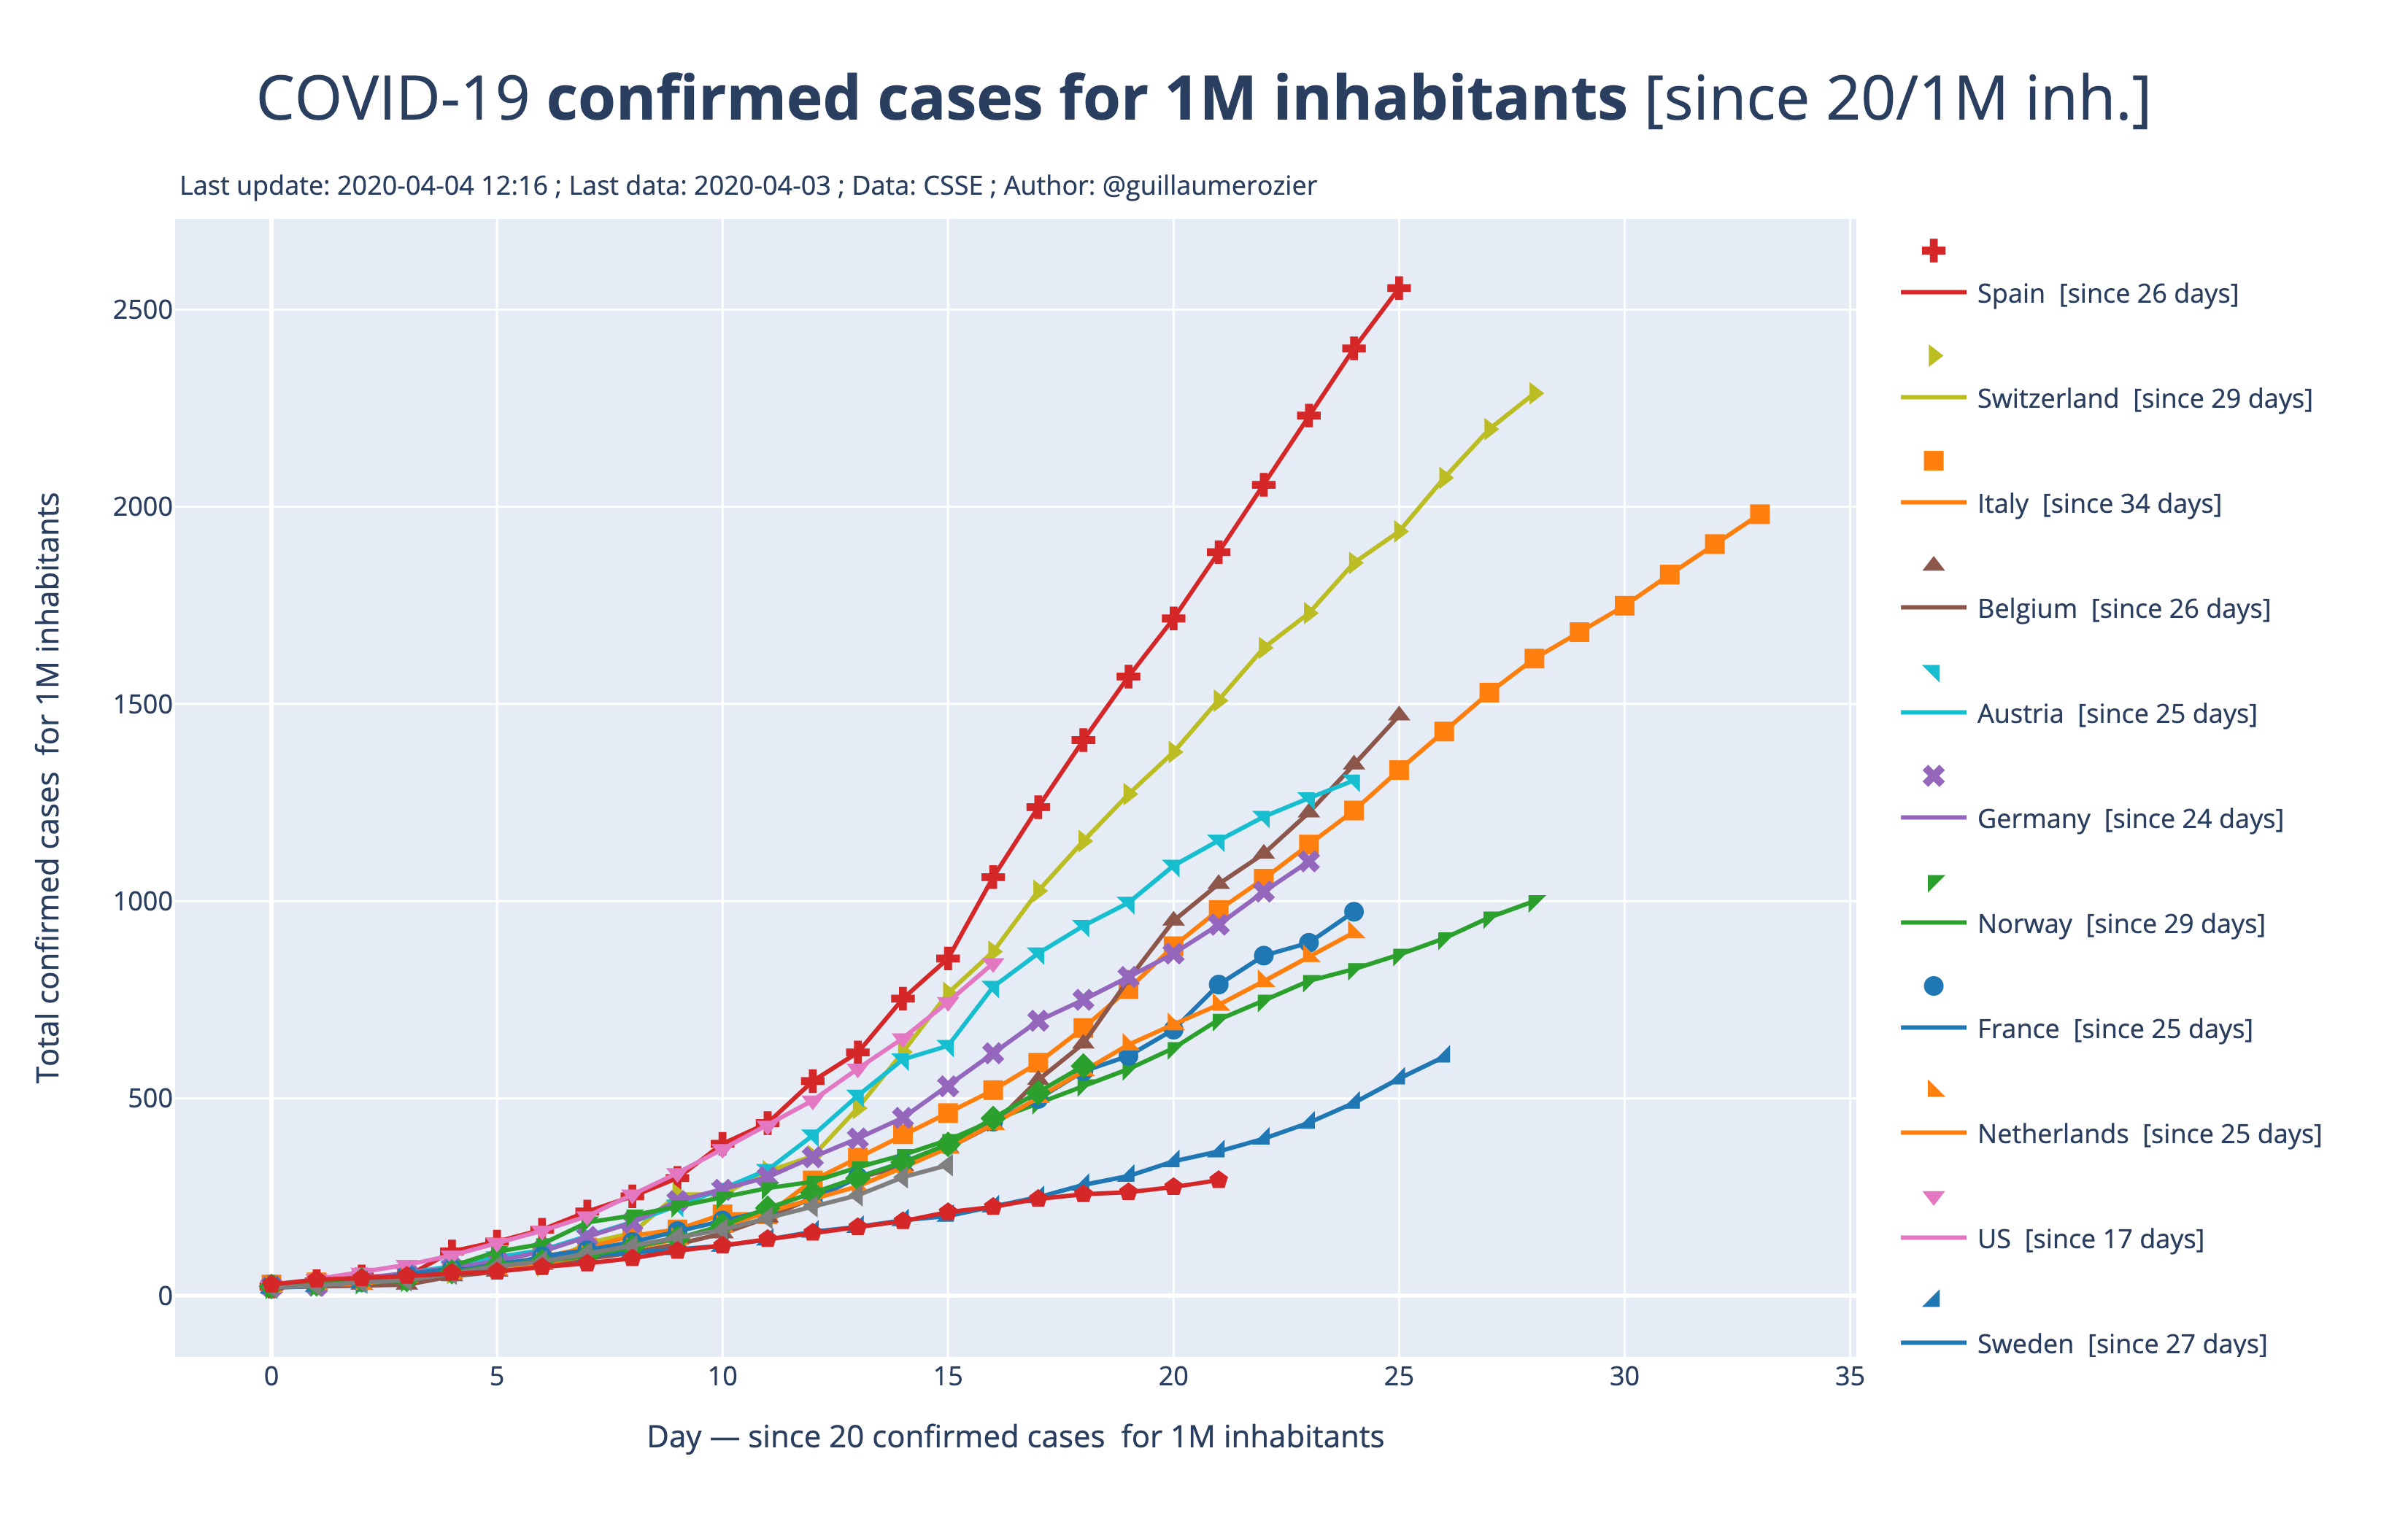 COVID-19 confirmed cases for 1M inhabitants [since 20/1M inh.]
Last update: 2020-04-04 12:16 ; Last data: 2020-04-03 ; Data: CSSE ; Author: @guillaumerozier
Total confirmed cases for 1M inhabitants
2500
2000
1500
1000
500
0
0 5 10 15 20 25 30 35
Day — since 20 confirmed cases for 1M inhabitants
Spain [since 26 days]
Switzerland [since 29 days]
Italy [since 34 days]
Belgium [since 26 days]
Austria [since 25 days]
Germany [since 24 days]
Norway [since 29 days]
France [since 25 days]
Netherlands [since 25 days]
US [since 17 days]
Sweden [since 27 days]